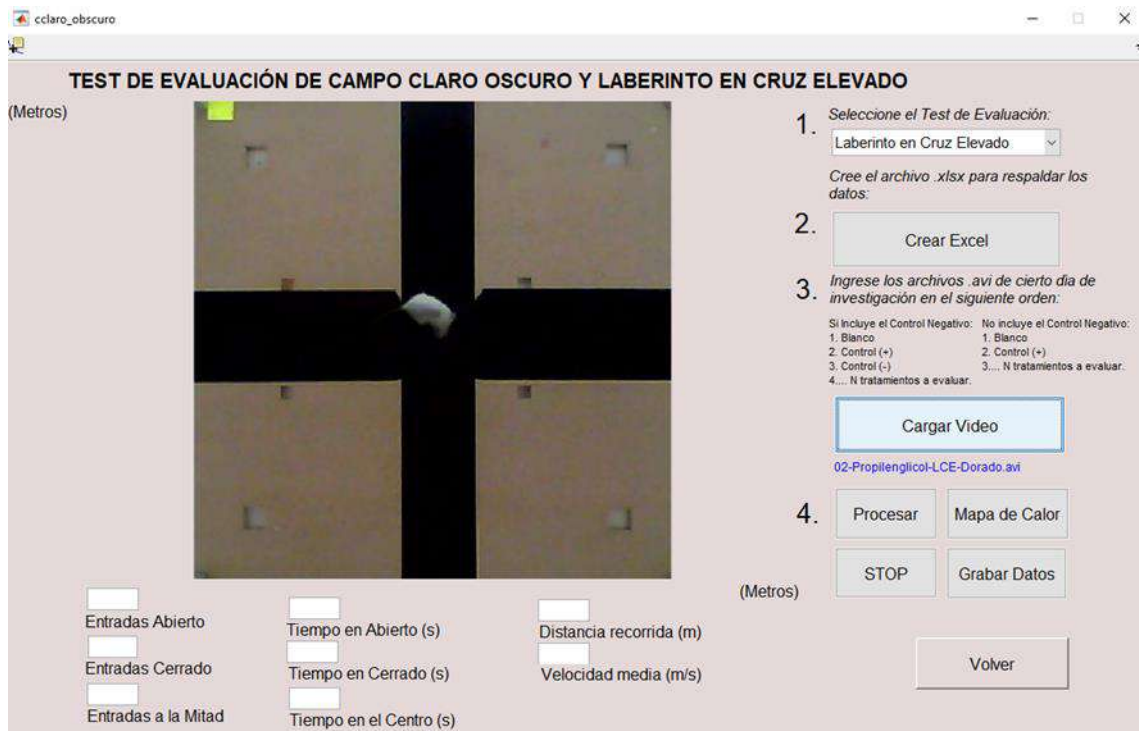 cclaro_obscuro
TEST DE EVALUACIÓN DE CAMPO CLARO OSCURO Y LABERINTO EN CRUZ ELEVADO
(Metros)
1.
Seleccione el Test de Evaluación:
Laberinto en Cruz Elevado
Cree el archivo .xlsx para respaldar los
datos:
2.
Crear Excel
3.
Ingrese los archivos .avi de cierto dìa de
investigación en el siguiente orden:
Si Incluye el Control Negativo:
1. Blanco
2. Control (+)
3. Control (-)
4.... N tratamientos a evaluar.
No incluye el Control Negativo:
1. Blanco
2. Control (+)
3.... N tratamientos a evaluar.
Cargar Video
02-Propilenglicol-LCE-Dorado.avi
4.
Procesar
Mapa de Calor
STOP
Grabar Datos
(Metros)
Entradas Abierto
Entradas Cerrado
Entradas a la Mitad
Tiempo en Abierto (s)
Tiempo en Cerrado (s)
Tiempo en el Centro (s)
Distancia recorrida (m)
Velocidad media (m/s)
Volver